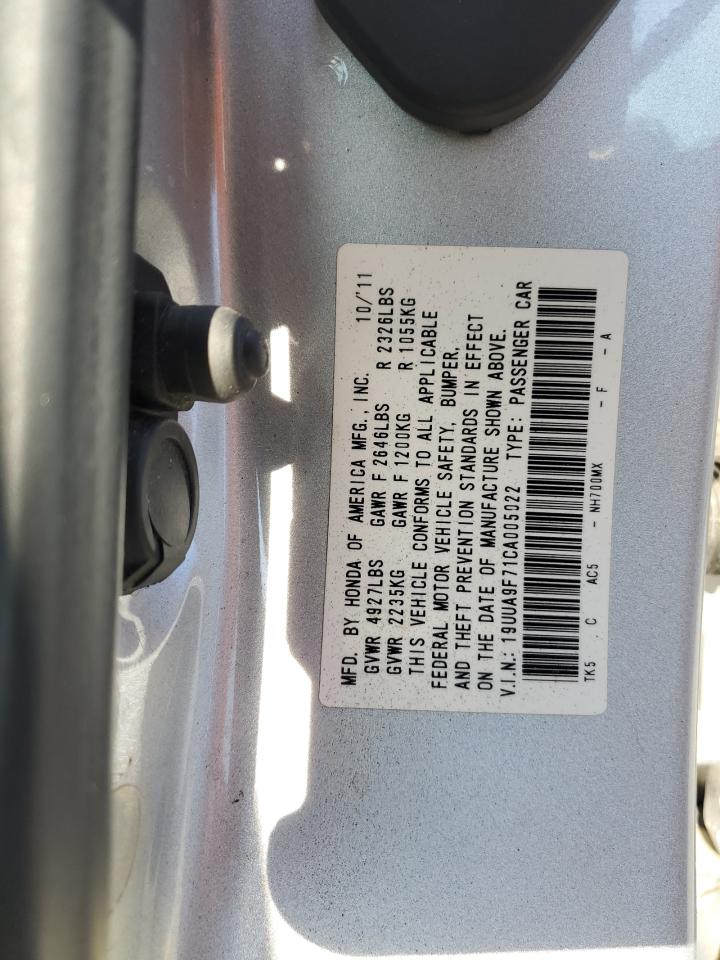 MFD. BY HONDA OF AMERICA MFG., INC. 10/'11
GVWR 4927LBS GAWR F 2646LBS R 2326LBS
GVWR 2235KG GAWR F 1200KG R 1055KG
THIS VEHICLE CONFORMS TO ALL APPLICABLE
FEDERAL MOTOR VEHICLE SAFETY, BUMPER,
AND THEFT PREVENTION STANDARDS IN EFFECT
ON THE DATE OF MANUFACTURE SHOWN ABOVE.
V.I.N.: 19UUA9F71CA005022 TYPE: PASSENGER CAR
TK5 . C AC5 - NH700MX - F - A